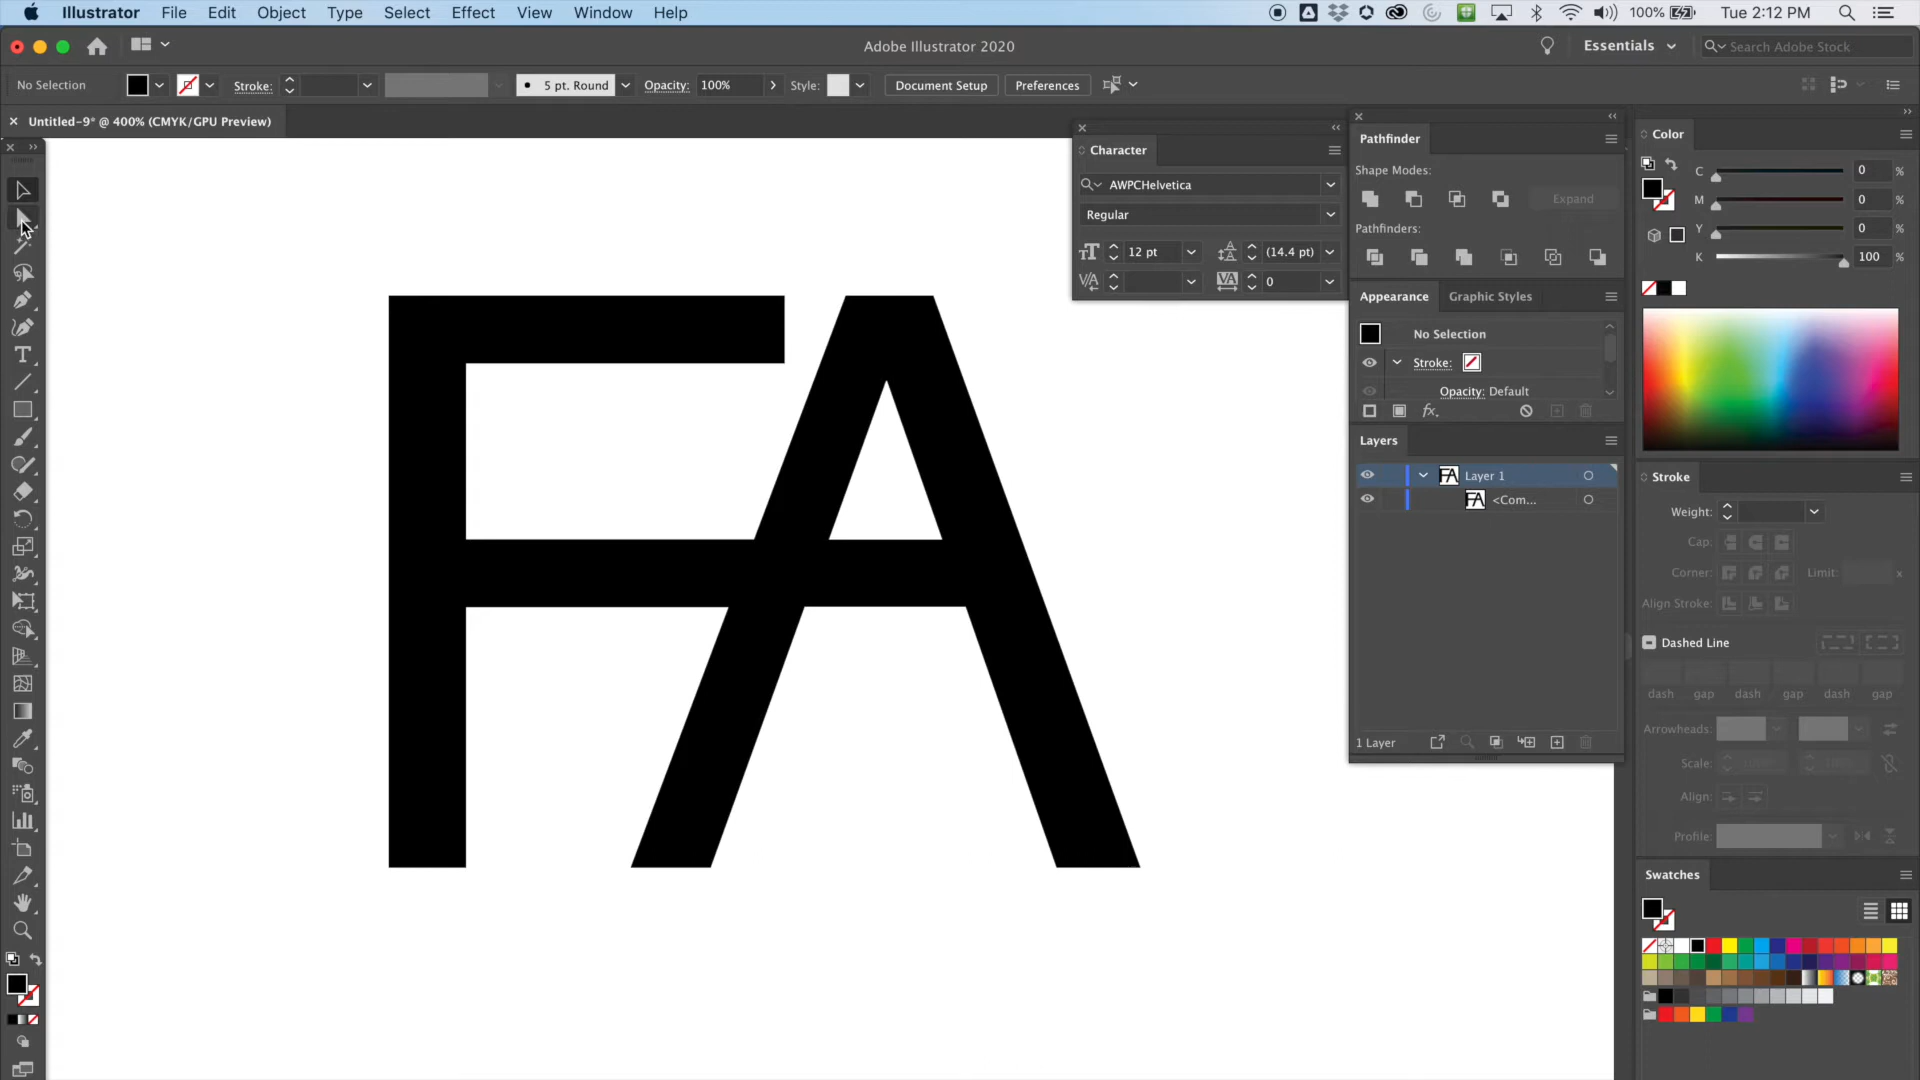 Illustrator File Edit Object Type Select Effect View Window Help 100% Tue 2:12 PM
Adobe Illustrator 2020 Essentials Search Adobe Stock
No Selection Stroke: 5 pt. Round Opacity: 100% Style: Document Setup Preferences
Untitled-9* @ 400% (CMYK/GPU Preview)
Character
AWPCHelvetica
Regular
12 pt (14.4 pt)
0
Pathfinder
Shape Modes:
Expand
Pathfinders:
Appearance Graphic Styles
No Selection
Stroke:
Opacity: Default
Layers
Layer 1
<Com...
1 Layer
Color
C 0 %
M 0 %
Y 0 %
K 100 %
Stroke
Weight:
Cap:
Corner: Limit: x
Align Stroke:
Dashed Line
dash gap dash gap dash gap
Arrowheads:
Scale: 100% 100%
Align:
Profile:
Swatches
FA